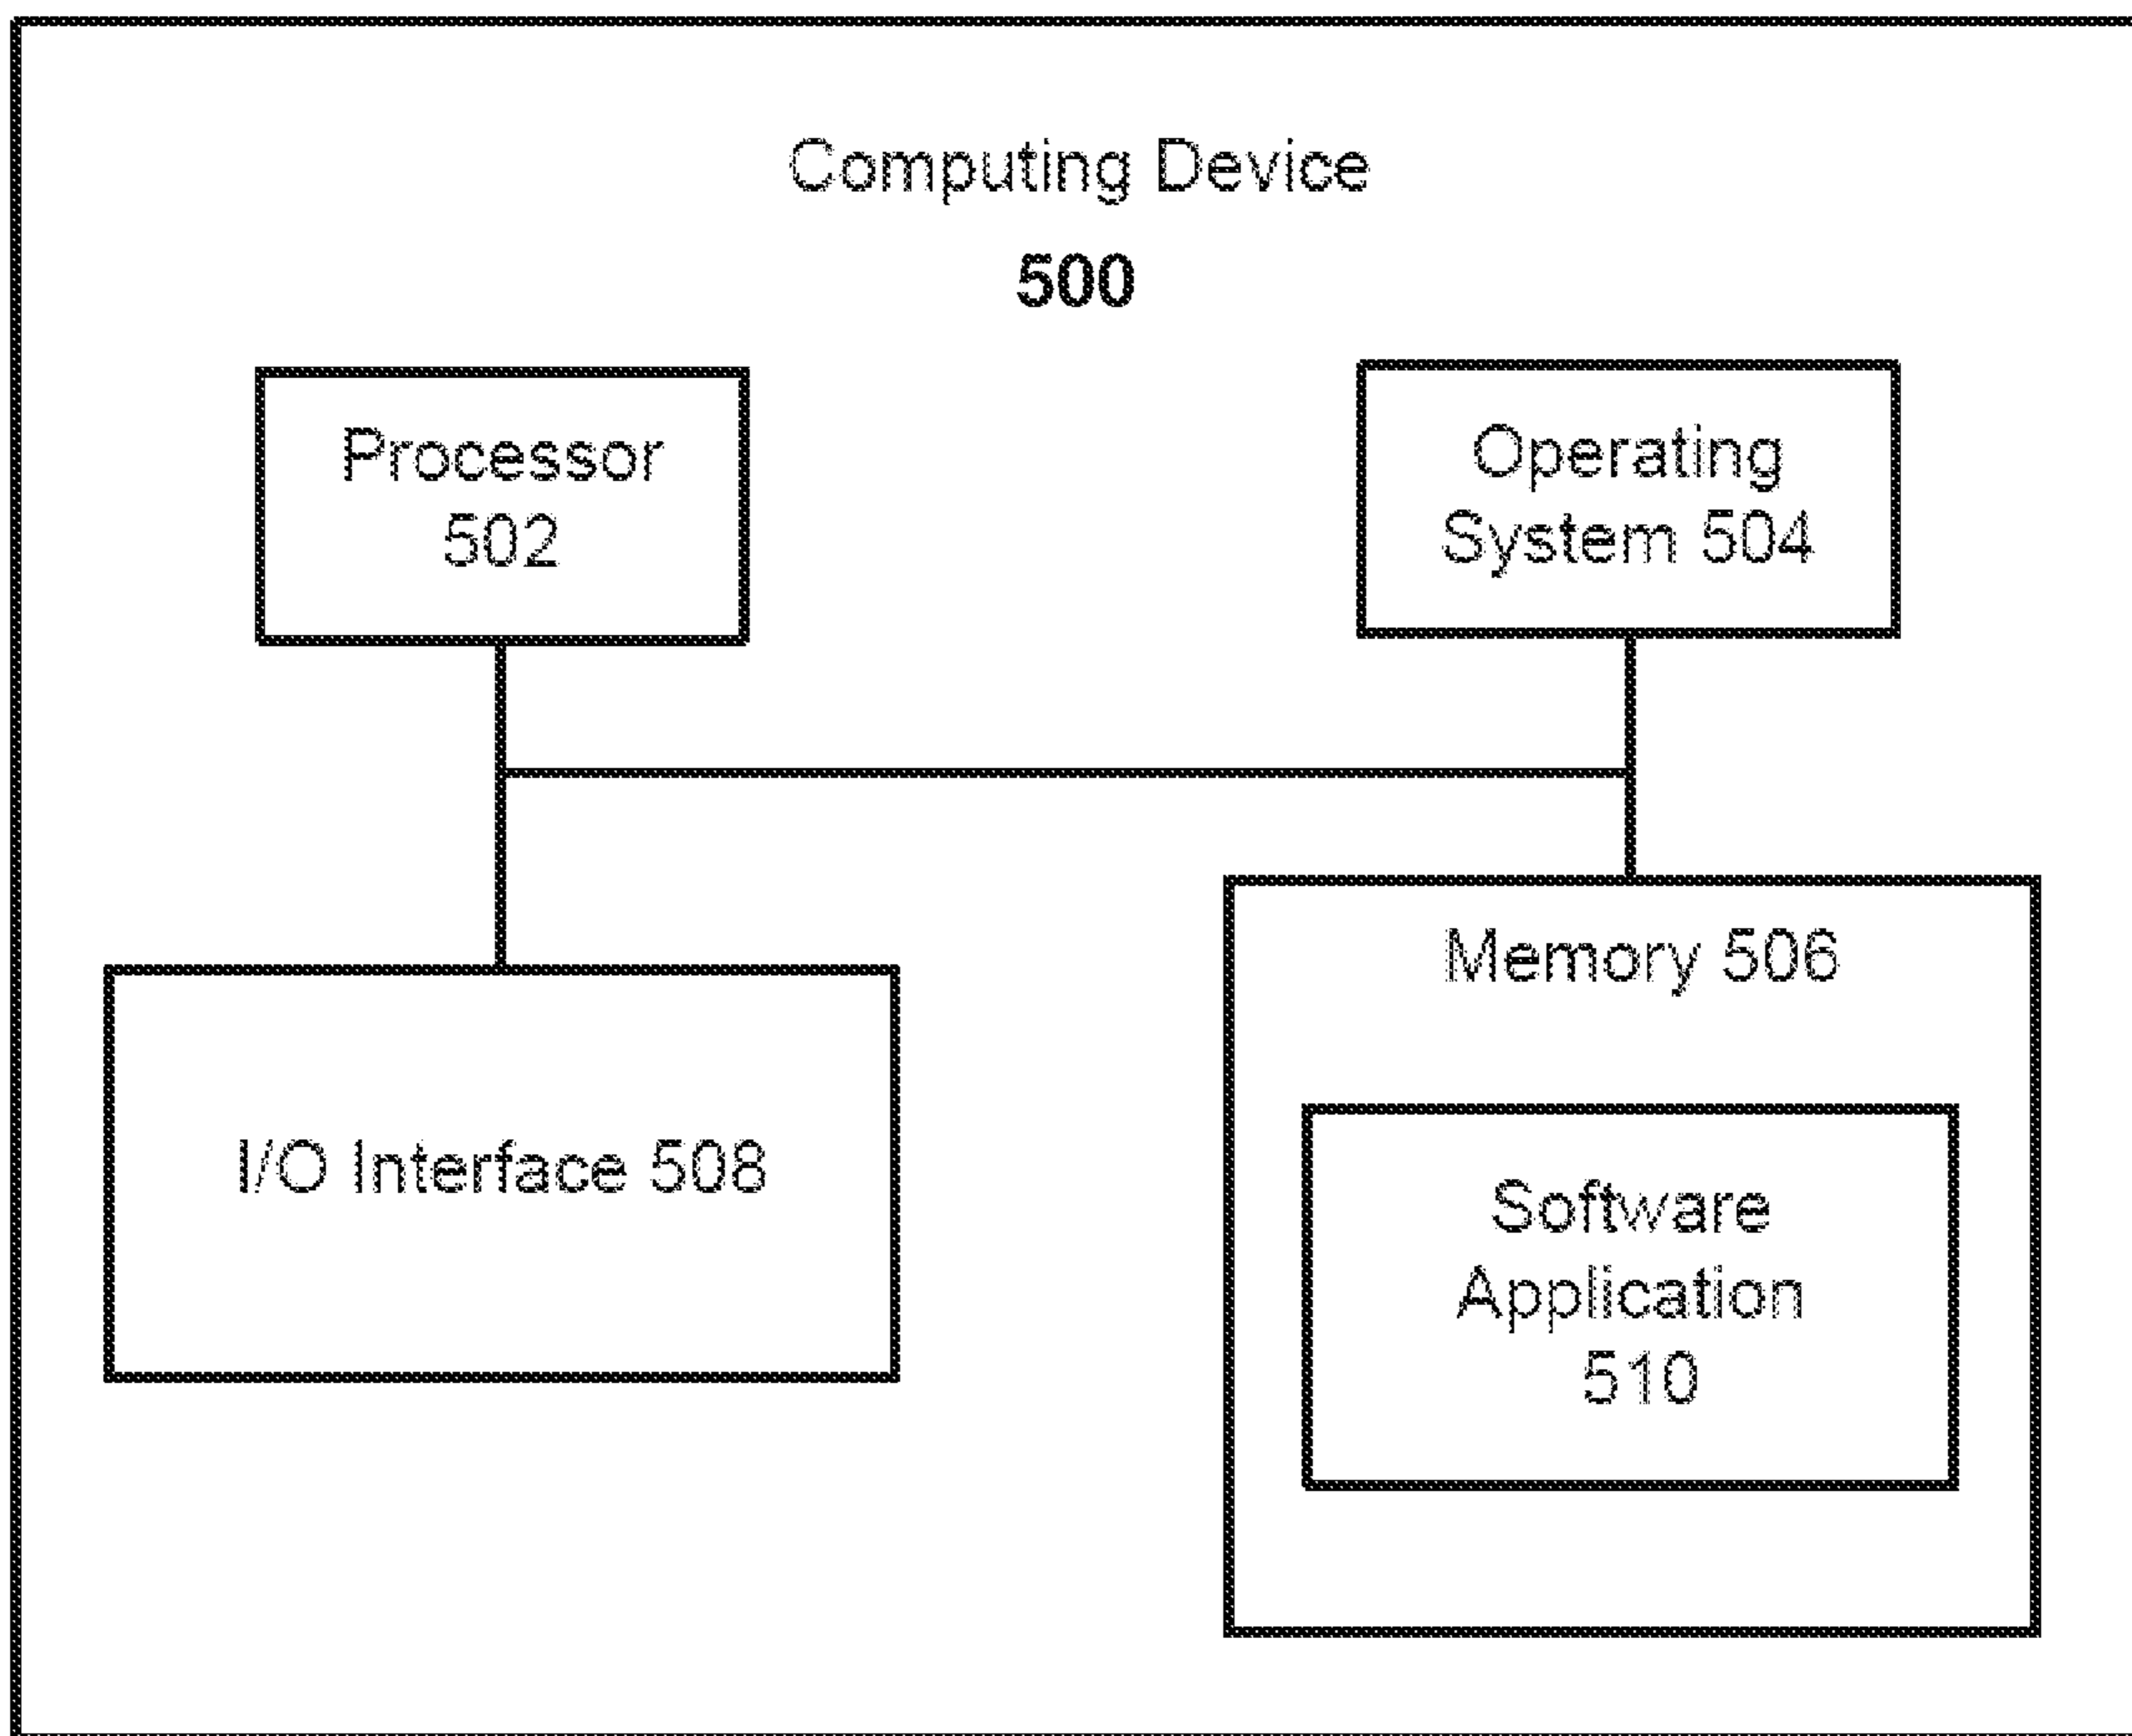 Computing Device
500
Processor
502
Operating
System 504
Memory 506
I/O Interface 508
Software
Application
510